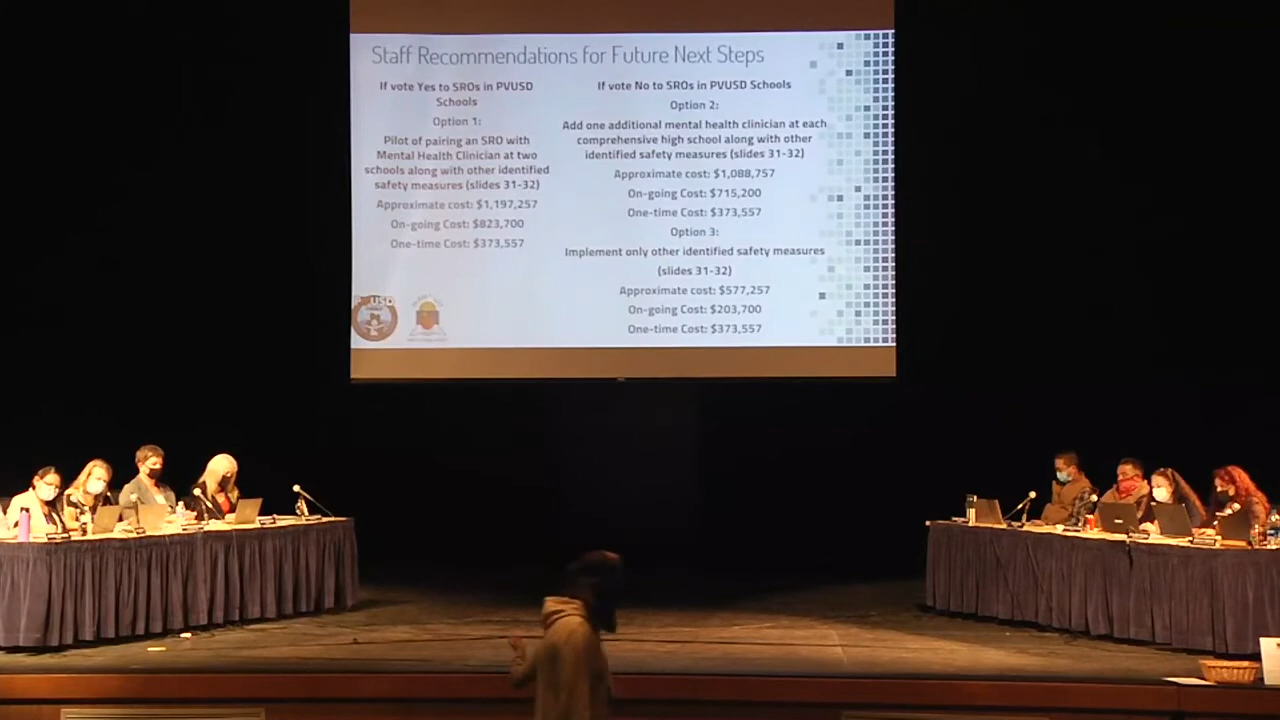 Staff Recommendations for Future Next Steps
If vote Yes to SROs in PVUSD
Schools
Option 1:
Pilot of pairing an SRO with
Mental Health Clinician at two
schools along with other identified
safety measures (slides 31-32)
Approximate cost: $1,197,257
On-going Cost: $823,700
One-time Cost: $373,557
If vote No to SROs in PVUSD Schools
Option 2:
Add one additional mental health clinician at each
comprehensive high school along with other
identified safety measures (slides 31-32)
Approximate cost: $1,088,757
On-going Cost: $715,200
One-time Cost: $373,557
Option 3:
Implement only other identified safety measures
(slides 31-32)
Approximate cost: $577,257
On-going Cost: $203,700
One-time Cost: $373,557